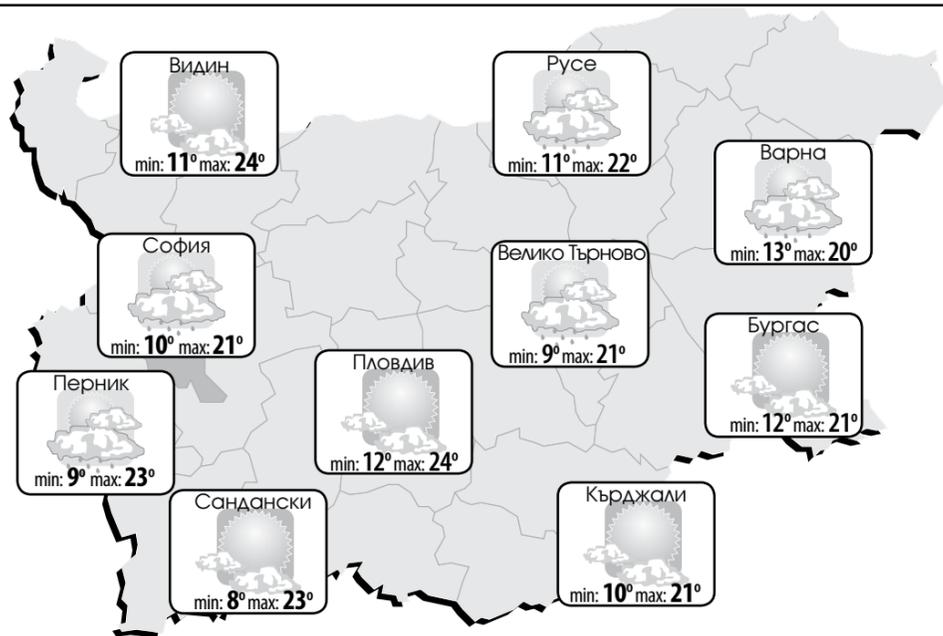 Видин
min: 11° max: 24°
Русе
min: 11° max: 22°
Варна
min: 13° max: 20°
София
min: 10° max: 21°
Велико Търново
min: 9° max: 21°
Бургас
min: 12° max: 21°
Пловдив
min: 12° max: 24°
Перник
min: 9° max: 23°
Сандански
min: 8° max: 23°
Кърджали
min: 10° max: 21°